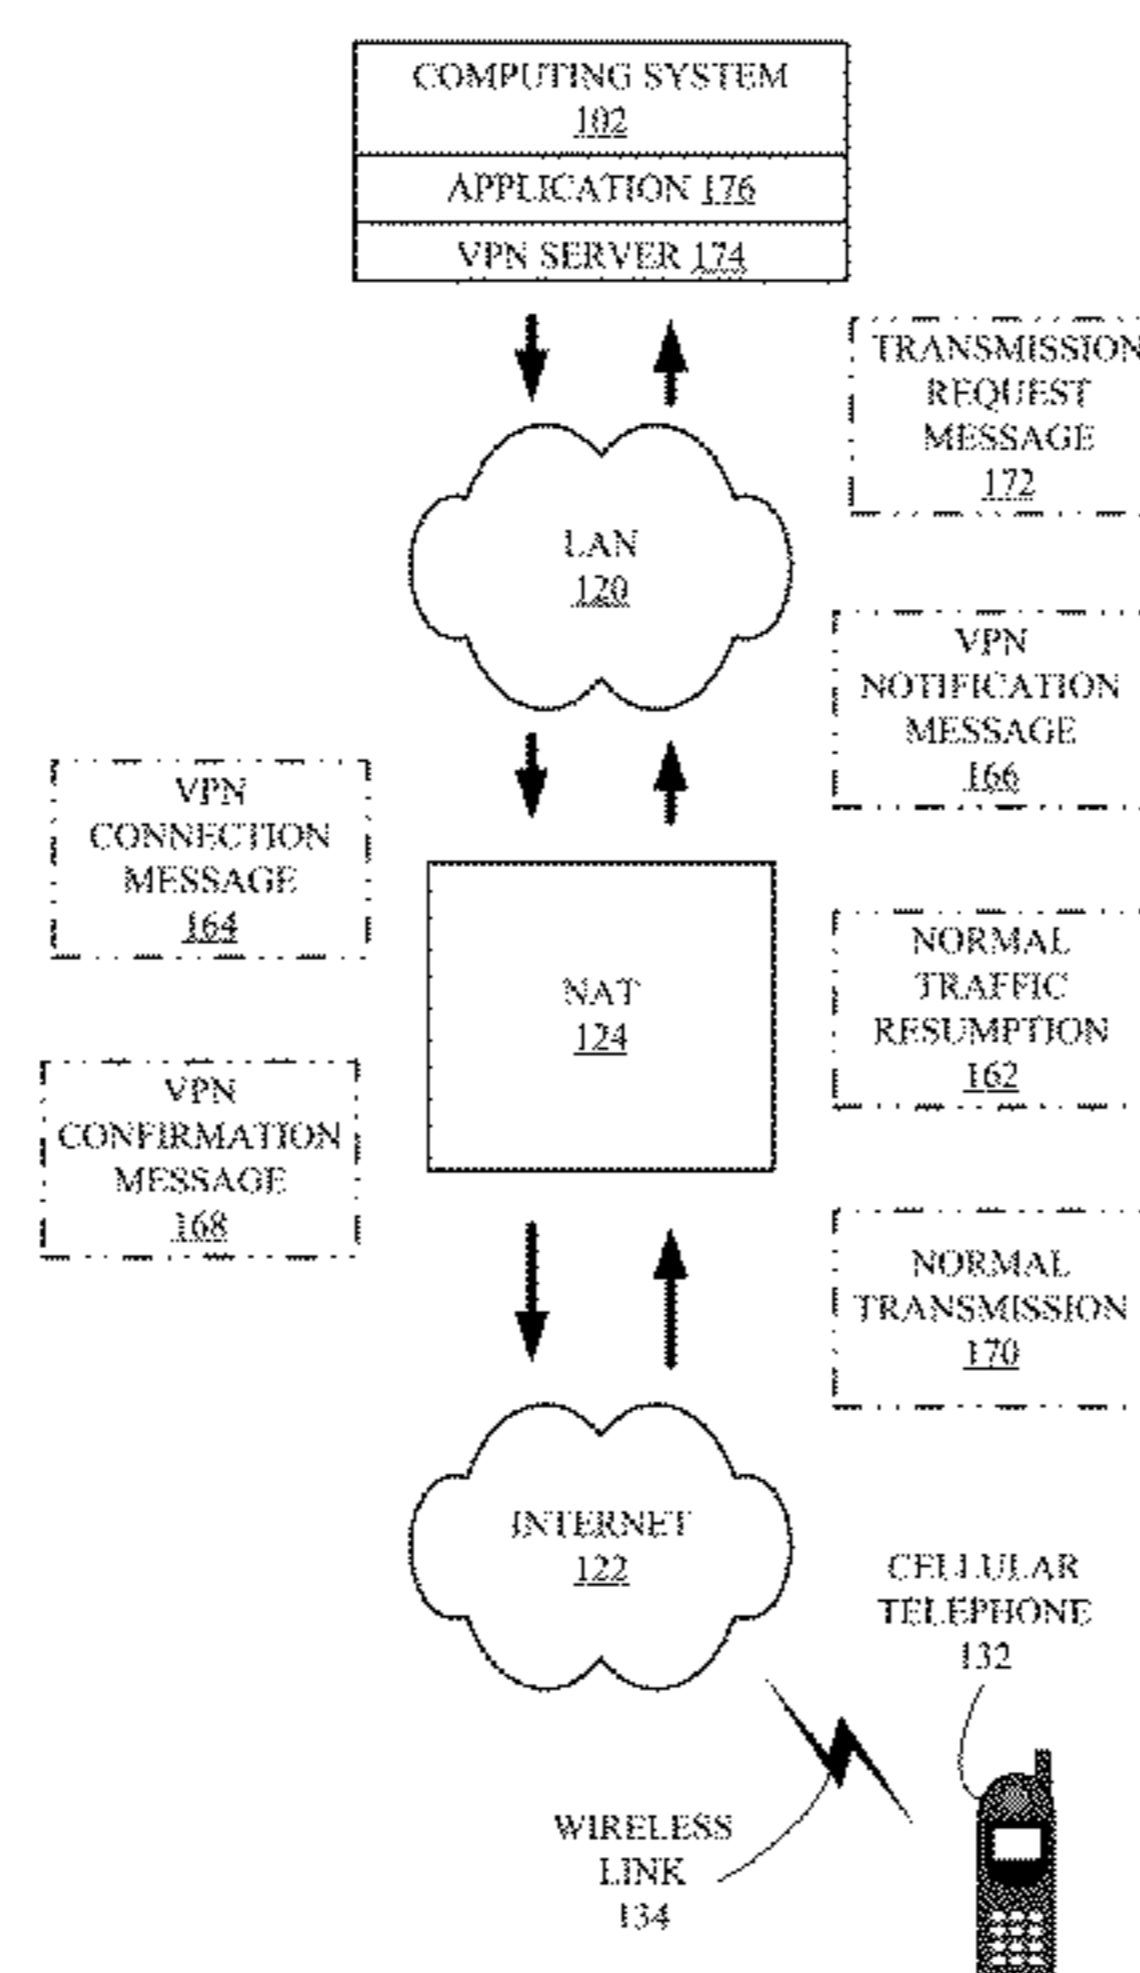 COMPUTING SYSTEM
102
APPLICATION 176
VPN SERVER 174
TRANSMISSION
REQUEST
MESSAGE
172
LAN
120
VPN
NOTIFICATION
MESSAGE
166
VPN
CONNECTION
MESSAGE
164
NAT
124
NORMAL
TRAFFIC
RESUMPTION
162
VPN
CONFIRMATION
MESSAGE
168
NORMAL
TRANSMISSION
170
INTERNET
122
CELLULAR
TELEPHONE
132
WIRELESS
LINK
134